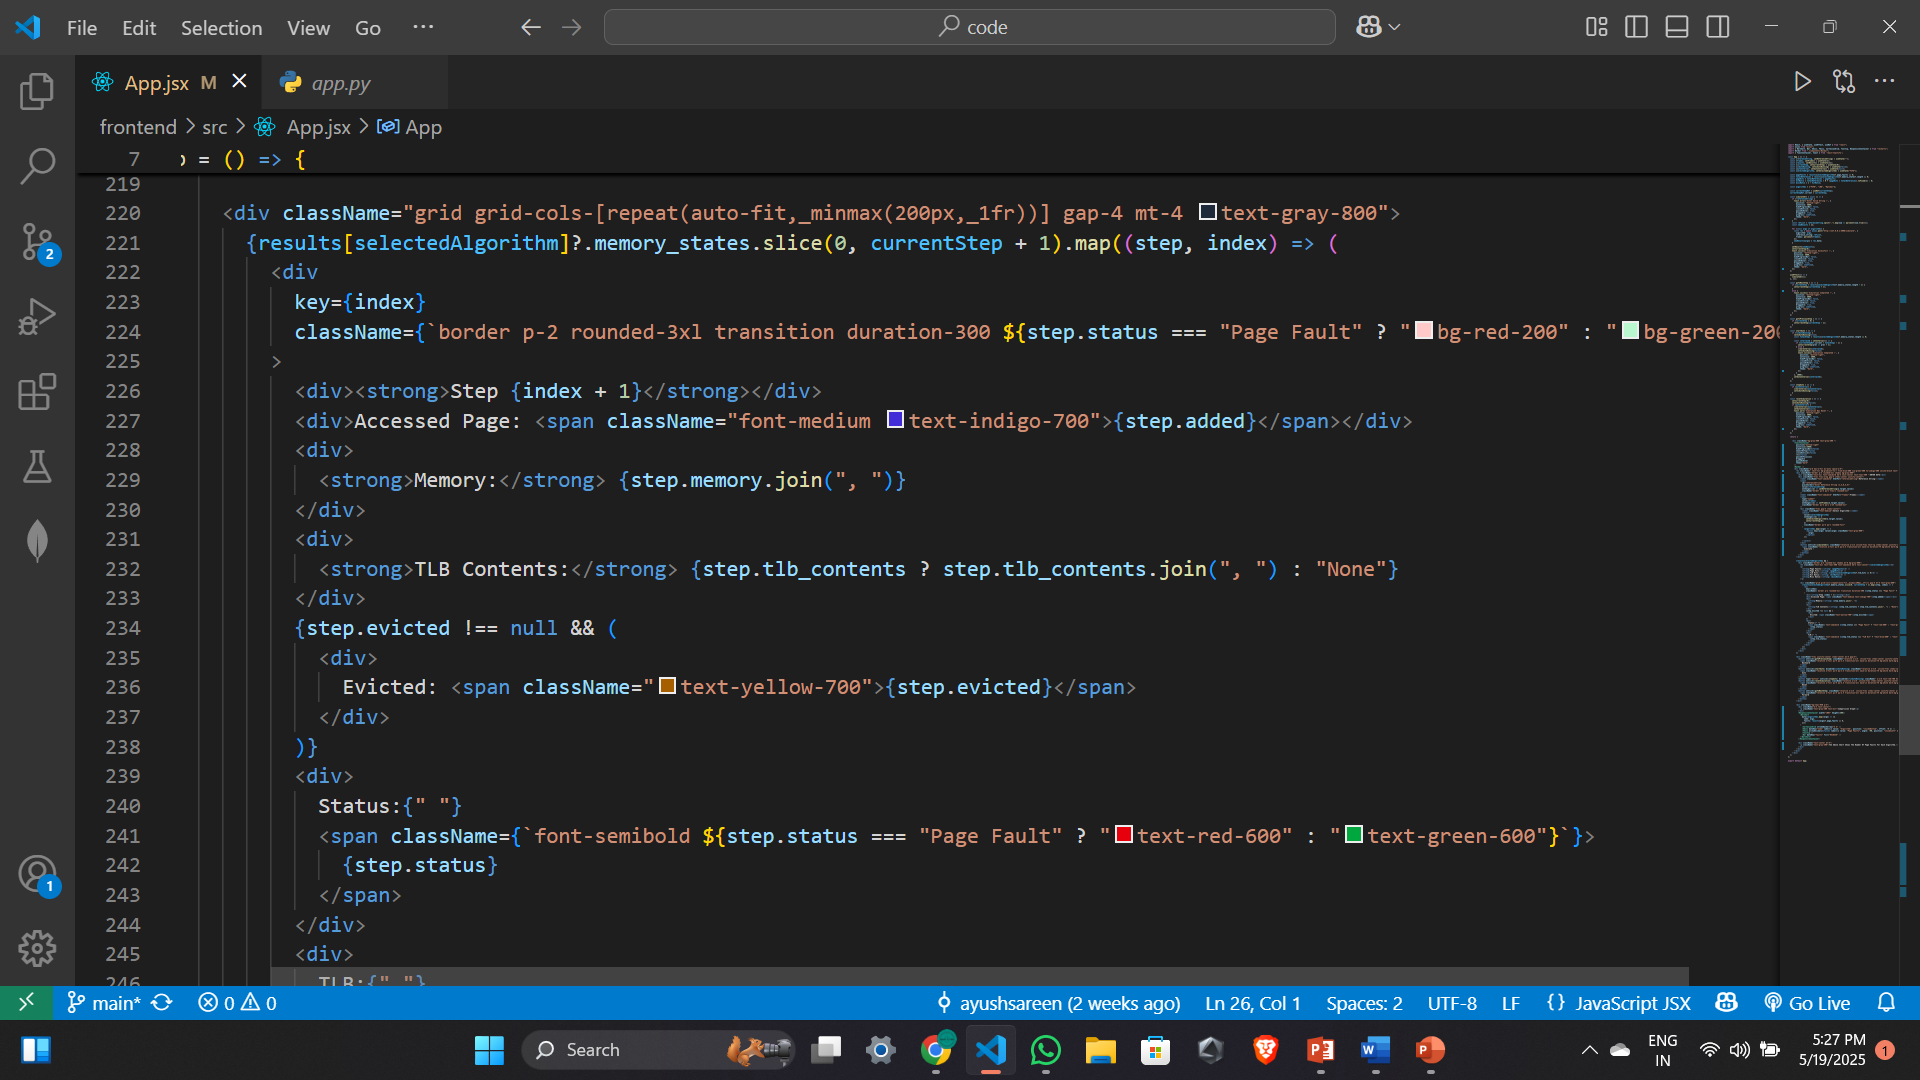 File Edit Selection View Go ··· code
App.jsx M app.py
frontend > src > App.jsx > App
7 = () => {
219
220 <div className="grid grid-cols-[repeat(auto-fit,_minmax(200px,_1fr))] gap-4 mt-4 text-gray-800">
221 {results[selectedAlgorithm]?.memory_states.slice(0, currentStep + 1).map((step, index) => (
222 <div
223 key={index}
224 className={`border p-2 rounded-3xl transition duration-300 ${step.status === "Page Fault" ? "bg-red-200" : "bg-green-200
225 >
226 <div><strong>Step {index + 1}</strong></div>
227 <div>Accessed Page: <span className="font-medium text-indigo-700">{step.added}</span></div>
228 <div>
229 <strong>Memory:</strong> {step.memory.join(", ")}
230 </div>
231 <div>
232 <strong>TLB Contents:</strong> {step.tlb_contents ? step.tlb_contents.join(", ") : "None"}
233 </div>
234 {step.evicted !== null && (
235 <div>
236 Evicted: <span className="text-yellow-700">{step.evicted}</span>
237 </div>
238 )}
239 <div>
240 Status:{" "}
241 <span className={`font-semibold ${step.status === "Page Fault" ? "text-red-600" : "text-green-600"}`}>
242 {step.status}
243 </span>
244 </div>
245 <div>
246 TLB:{" "}
2
1
main* 0 0 ayushsareen (2 weeks ago) Ln 26, Col 1 Spaces: 2 UTF-8 LF {} JavaScript JSX Go Live
Search ENG IN 5:27 PM 5/19/2025 1